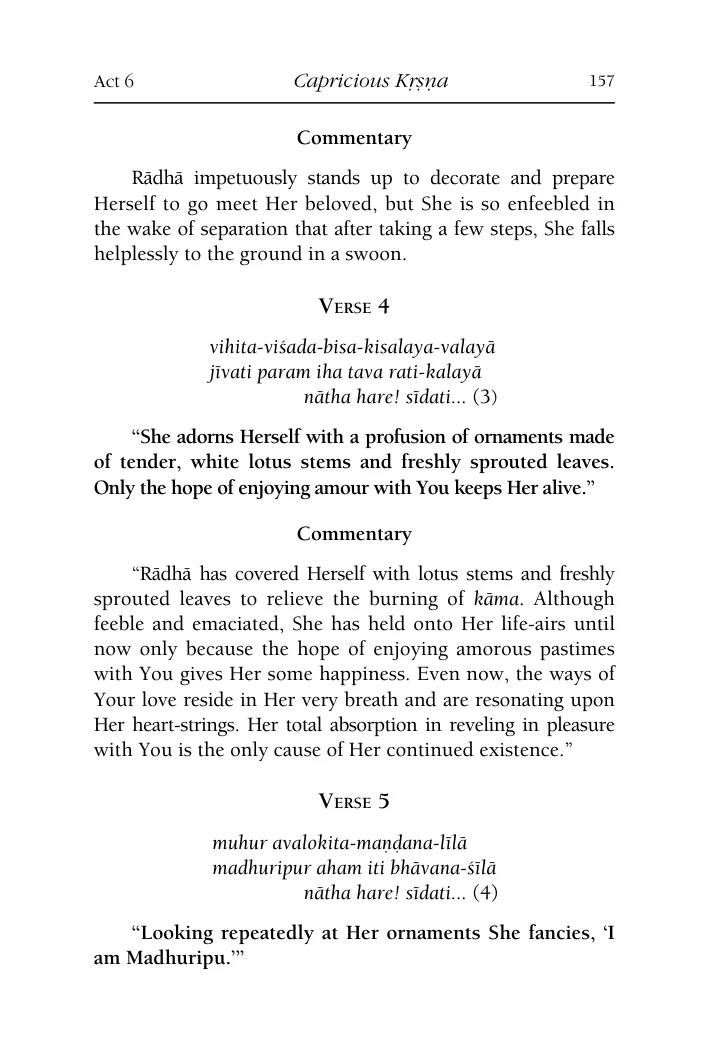 Act 6 Capricious Kṛṣṇa 157
Commentary
Rādhā impetuously stands up to decorate and prepare
Herself to go meet Her beloved, but She is so enfeebled in
the wake of separation that after taking a few steps, She falls
helplessly to the ground in a swoon.
Verse 4
vihita-viśada-bisa-kisalaya-valayā
jīvati param iha tava rati-kalayā
nātha hare! sīdati... (3)
“She adorns Herself with a profusion of ornaments made
of tender, white lotus stems and freshly sprouted leaves.
Only the hope of enjoying amour with You keeps Her alive.”
Commentary
“Rādhā has covered Herself with lotus stems and freshly
sprouted leaves to relieve the burning of kāma. Although
feeble and emaciated, She has held onto Her life-airs until
now only because the hope of enjoying amorous pastimes
with You gives Her some happiness. Even now, the ways of
Your love reside in Her very breath and are resonating upon
Her heart-strings. Her total absorption in reveling in pleasure
with You is the only cause of Her continued existence.”
Verse 5
muhur avalokita-maṇḍana-līlā
madhuripur aham iti bhāvana-śīlā
nātha hare! sīdati... (4)
“Looking repeatedly at Her ornaments She fancies, ‘I
am Madhuripu.’”